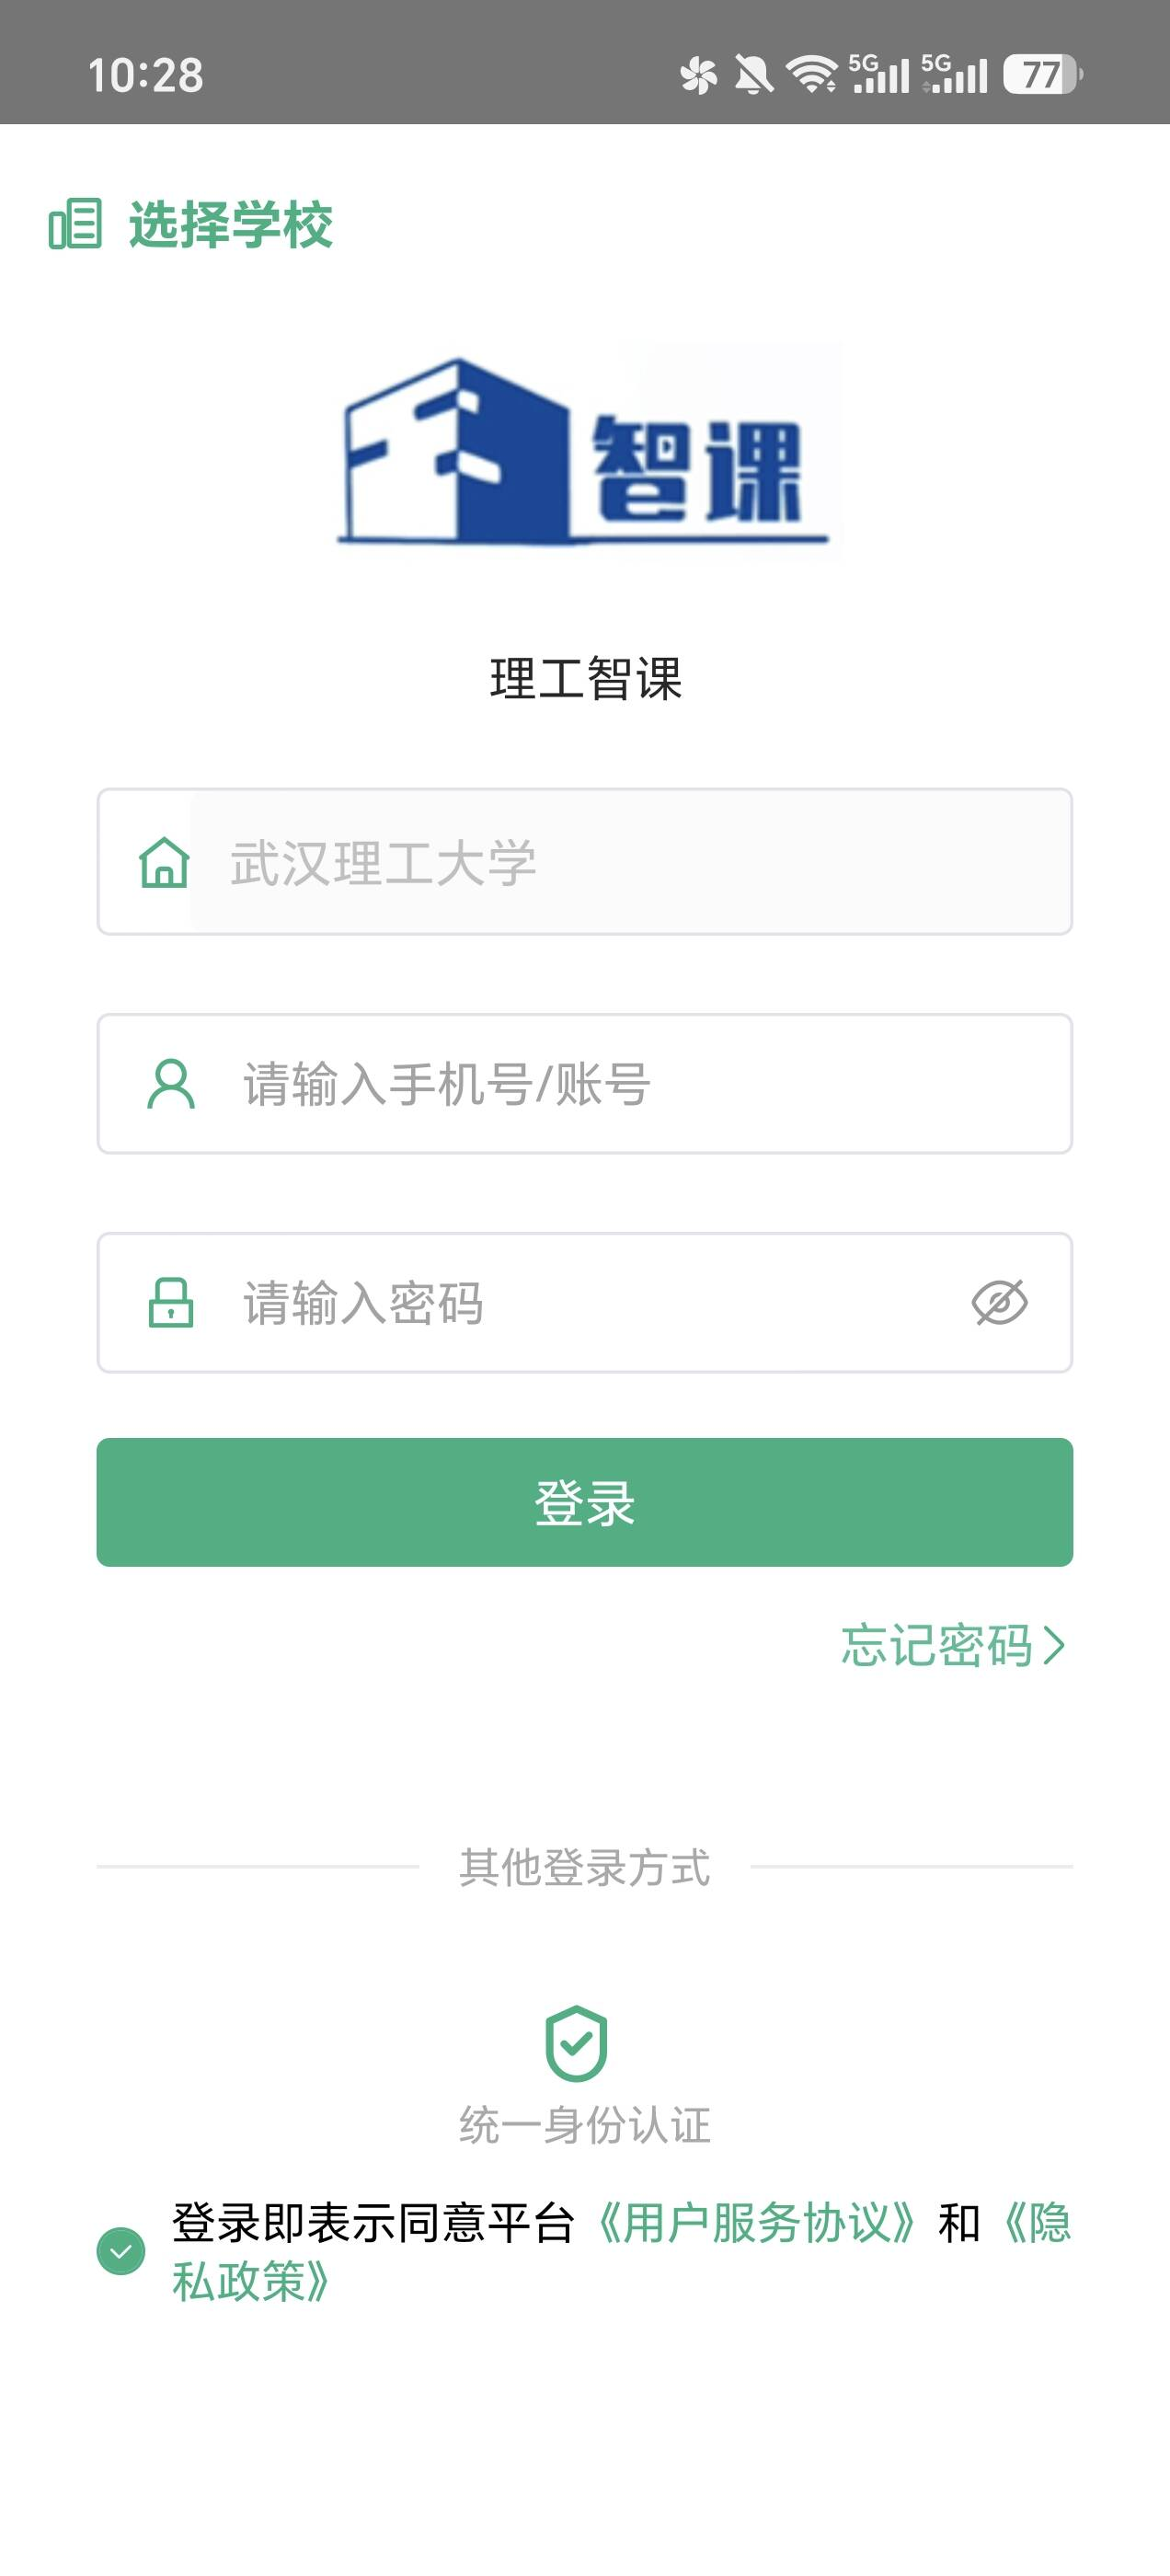 10:28
5G 5G 77
选择学校
智课
理工智课
武汉理工大学
请输入手机号/账号
请输入密码
登录
忘记密码
其他登录方式
统一身份认证
登录即表示同意平台《用户服务协议》和《隐
私政策》